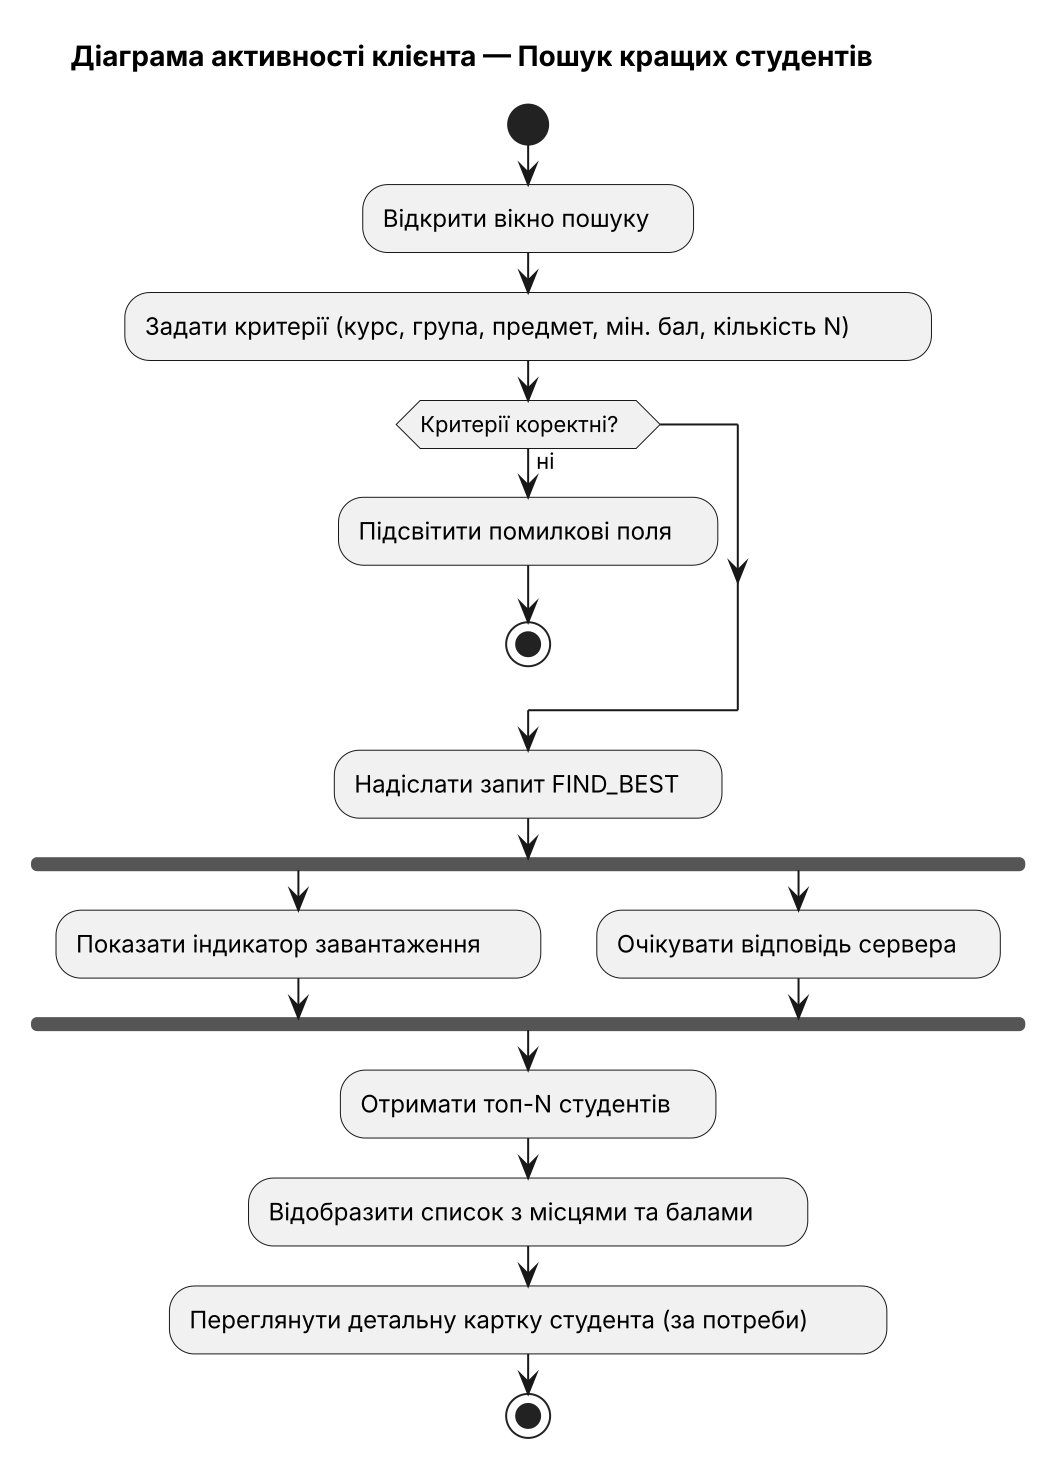 Діаграма активності клієнта — Пошук кращих студентів
Відкрити вікно пошуку
Задати критерії (курс, група, предмет, мін. бал, кількість N)
Критерії коректні?
ні
Підсвітити помилкові поля
Надіслати запит FIND_BEST
Показати індикатор завантаження
Очікувати відповідь сервера
Отримати топ-N студентів
Відобразити список з місцями та балами
Переглянути детальну картку студента (за потреби)